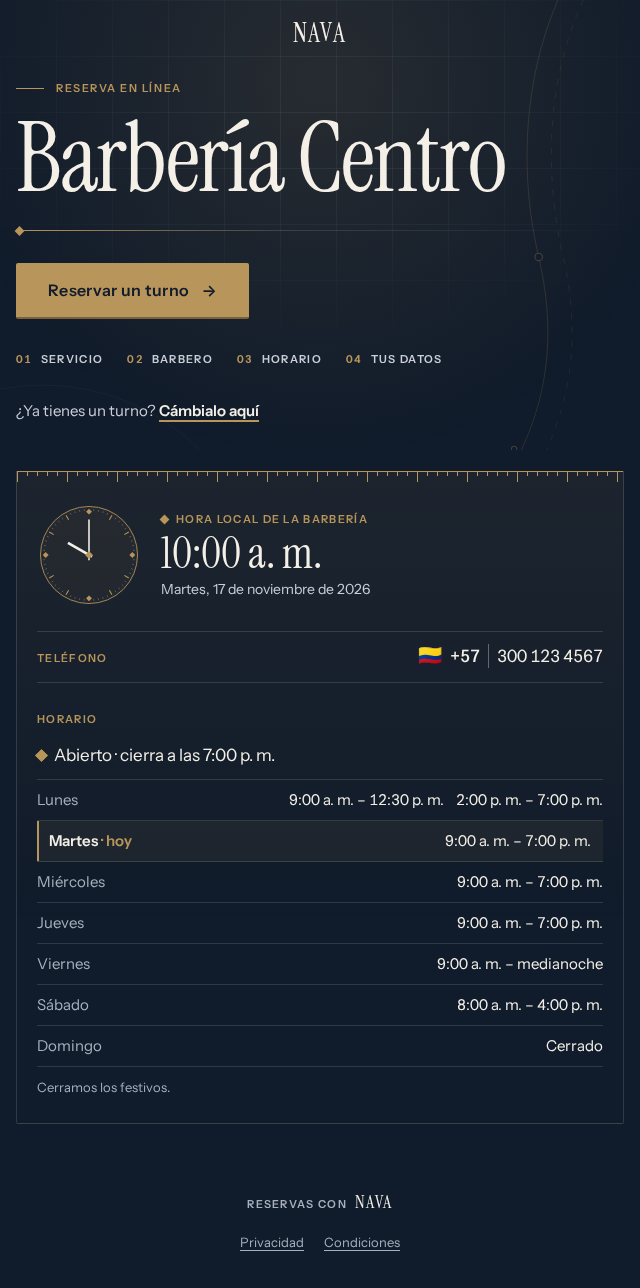 NAVA
RESERVA EN LÍNEA
Barbería Centro
Reservar un turno →
01 SERVICIO 02 BARBERO 03 HORARIO 04 TUS DATOS
¿Ya tienes un turno? Cámbialo aquí
HORA LOCAL DE LA BARBERÍA
10:00 a. m.
Martes, 17 de noviembre de 2026
TELÉFONO +57 300 123 4567
HORARIO
Abierto · cierra a las 7:00 p. m.
Lunes 9:00 a. m. – 12:30 p. m. 2:00 p. m. – 7:00 p. m.
Martes · hoy 9:00 a. m. – 7:00 p. m.
Miércoles 9:00 a. m. – 7:00 p. m.
Jueves 9:00 a. m. – 7:00 p. m.
Viernes 9:00 a. m. – medianoche
Sábado 8:00 a. m. – 4:00 p. m.
Domingo Cerrado
Cerramos los festivos.
RESERVAS CON NAVA
Privacidad Condiciones